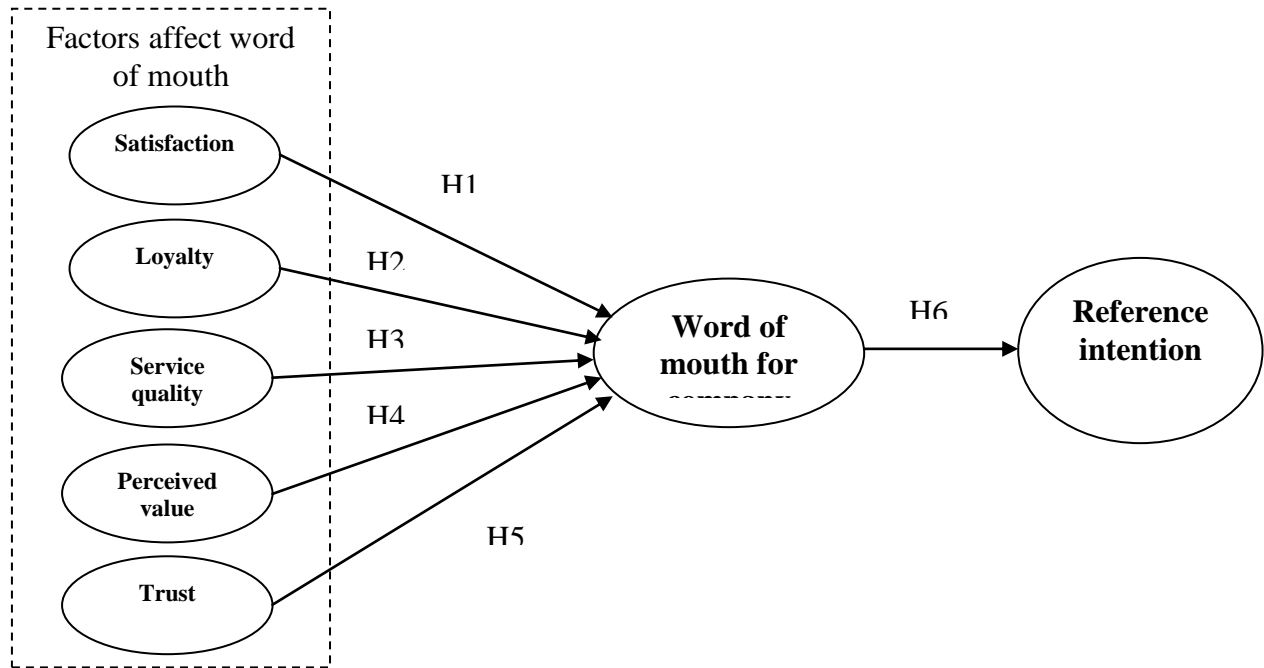 Factors affect word
of mouth
Satisfaction
H1
Loyalty
H2
Service
quality
H3
Perceived
value
H4
Trust
H5
Word of
mouth for
company
H6
Reference
intention